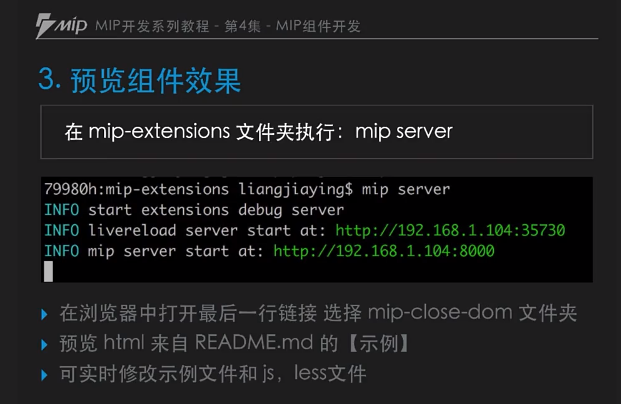 mip MIP开发系列教程 - 第4集 - MIP组件开发
3. 预览组件效果
在 mip-extensions 文件夹执行：mip server
79980h:mip-extensions liangjiaying$ mip server
INFO start extensions debug server
INFO livereload server start at: http://192.168.1.104:35730
INFO mip server start at: http://192.168.1.104:8000
在浏览器中打开最后一行链接 选择 mip-close-dom 文件夹
预览 html 来自 README.md 的【示例】
可实时修改示例文件和 js，less文件